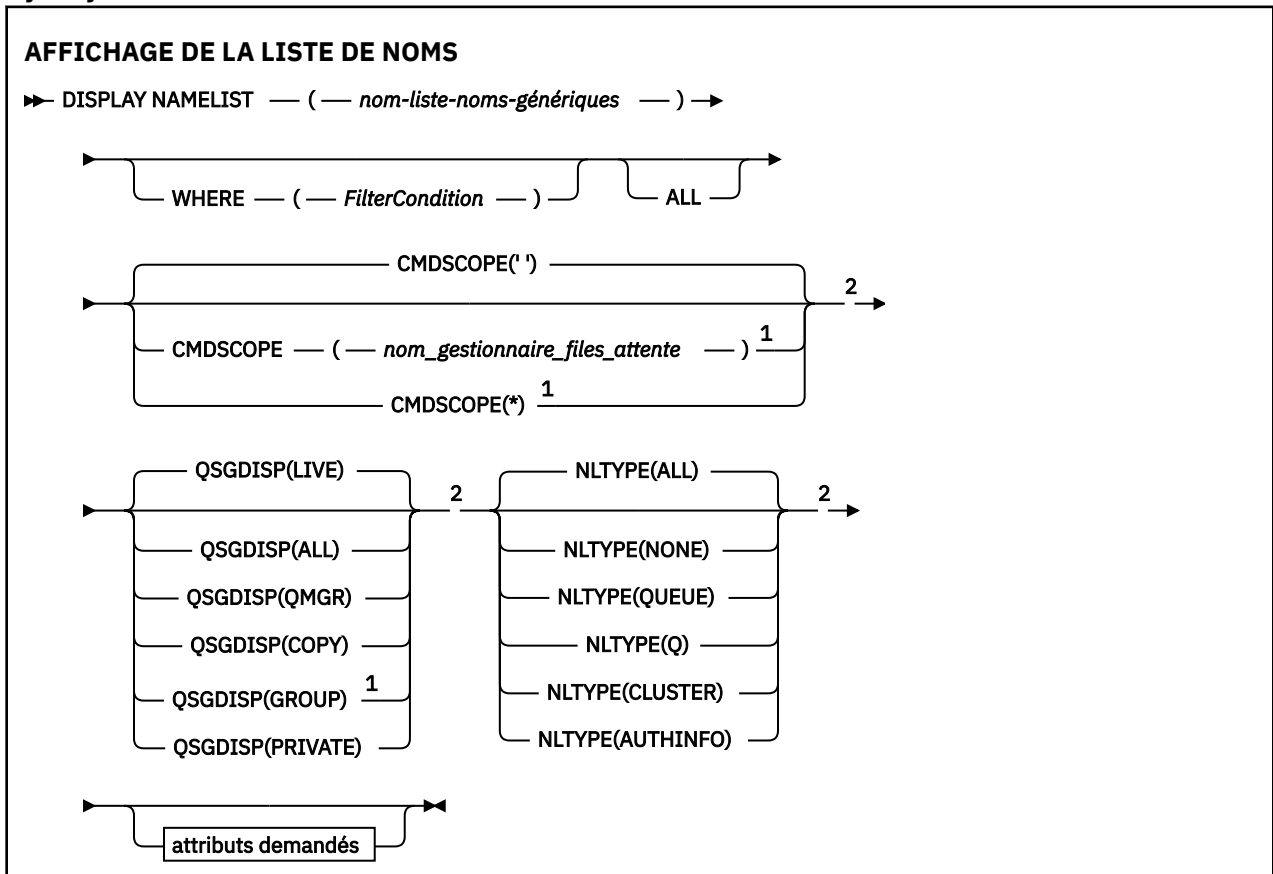 AFFICHAGE DE LA LISTE DE NOMS
DISPLAY NAMELIST ( nom-liste-noms-génériques )
WHERE ( FilterCondition ) ALL
CMDSCOPE(' ')
2
CMDSCOPE ( nom_gestionnaire_files_attente ) 1
CMDSCOPE(*) 1
QSGDISP(LIVE) NLTYPE(ALL)
2 2
QSGDISP(ALL) NLTYPE(NONE)
QSGDISP(QMGR) NLTYPE(QUEUE)
QSGDISP(COPY) NLTYPE(Q)
QSGDISP(GROUP) 1 NLTYPE(CLUSTER)
QSGDISP(PRIVATE) NLTYPE(AUTHINFO)
attributs demandés